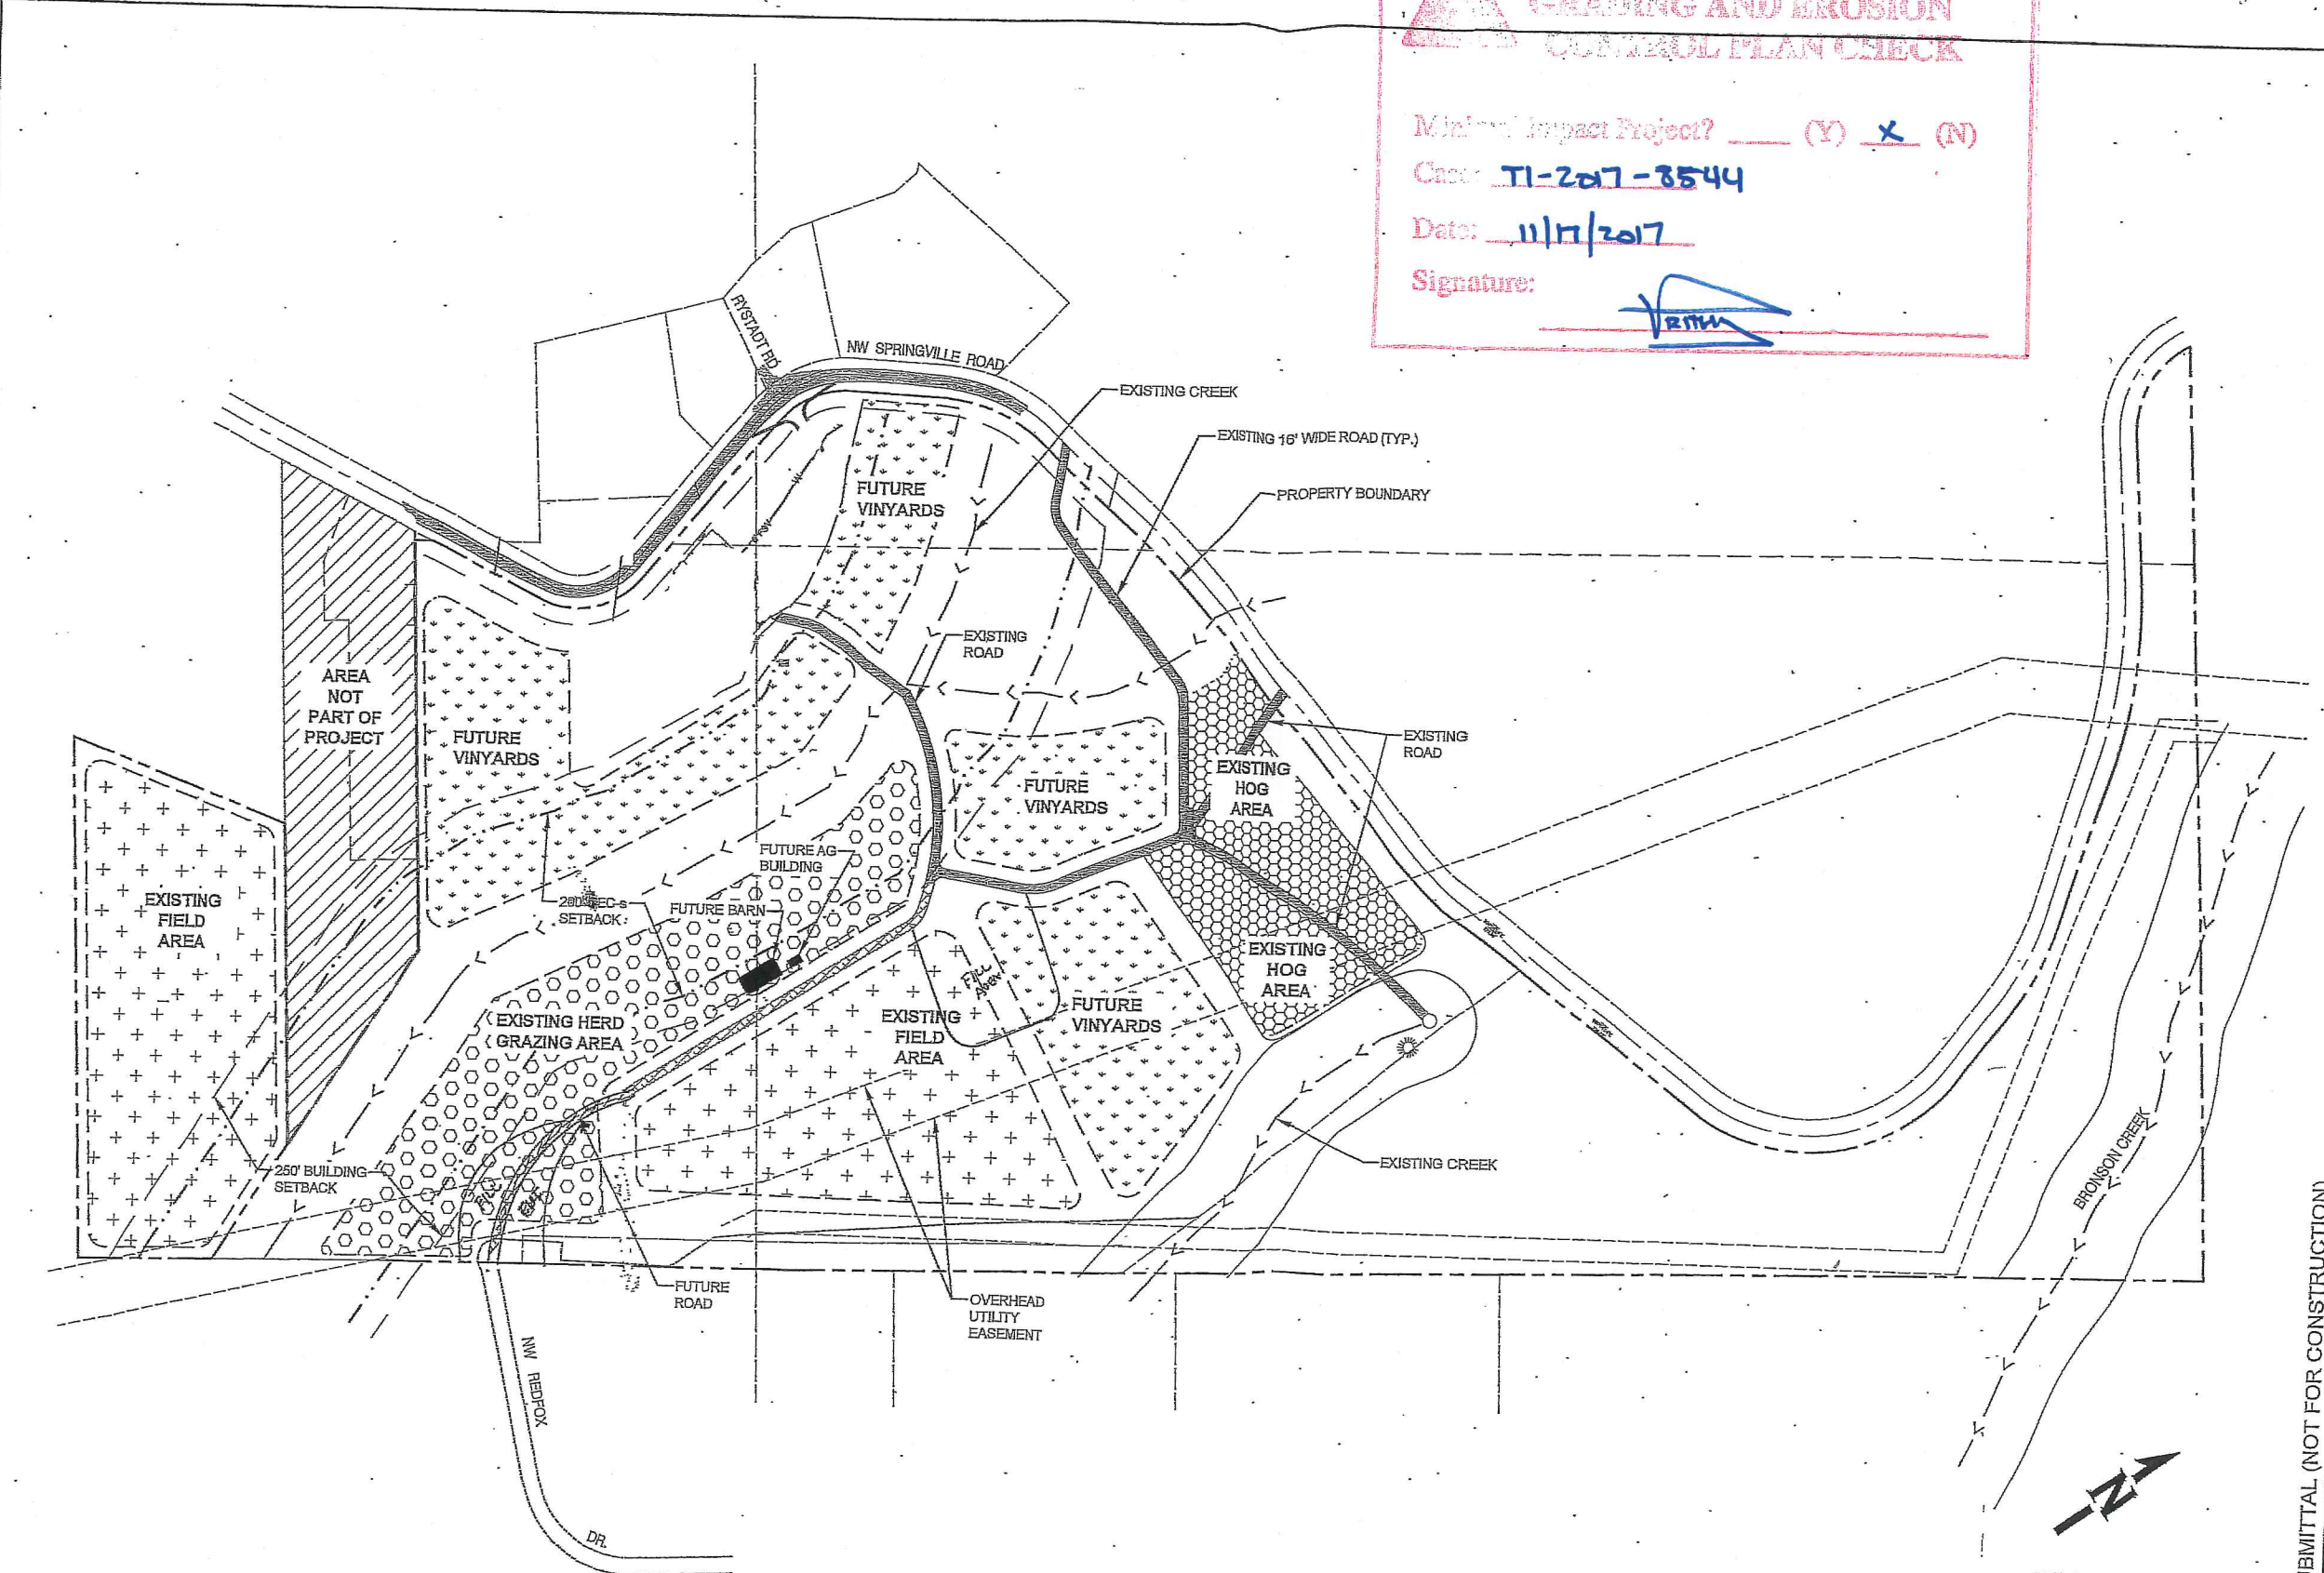 GRADING AND EROSION
CONTROL PLAN CHECK
Impact Project? ____ (Y) X (N)
TI-2017-8544
Date: 11/17/2017
Signature:
RYSTADT RD
NW SPRINGVILLE ROAD
EXISTING CREEK
EXISTING 16' WIDE ROAD (TYP.)
PROPERTY BOUNDARY
FUTURE
VINYARDS
EXISTING
ROAD
AREA
NOT
PART OF
PROJECT
FUTURE
VINYARDS
EXISTING
ROAD
EXISTING
HOG
AREA
FUTURE
VINYARDS
FUTURE AG
BUILDING
EXISTING
FIELD
AREA
SETBACK
FUTURE BARN
EXISTING
HOG
AREA
FILL
FUTURE
VINYARDS
EXISTING
FIELD
AREA
EXISTING HERD
GRAZING AREA
250' BUILDING
SETBACK
FILL
EXISTING CREEK
BRONSON CREEK
FUTURE
ROAD
OVERHEAD
UTILITY
EASEMENT
NW REDFOX
DR.
N
BMITTAL (NOT FOR CONSTRUCTION)